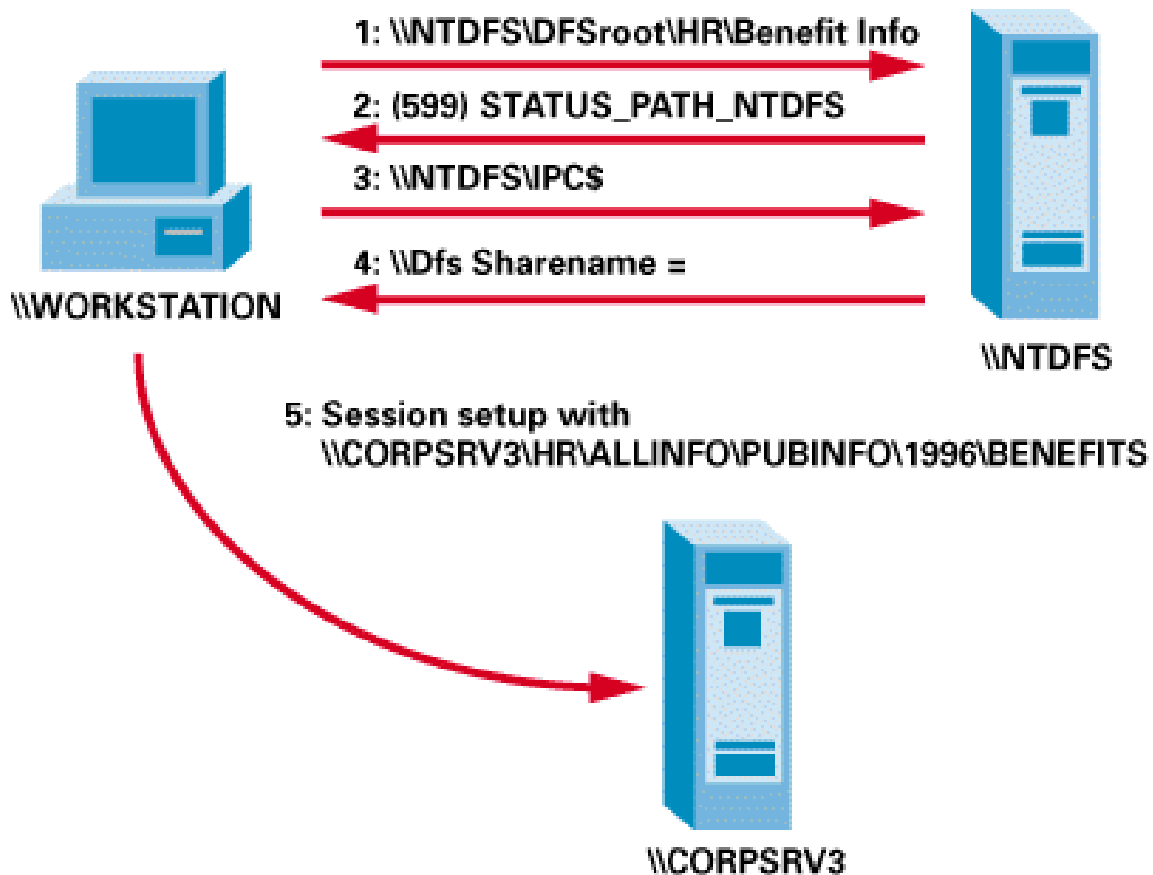 1: \\NTDFS\DFSroot\HR\Benefit Info
2: (599) STATUS_PATH_NTDFS
3: \\NTDFS\IPC$
4: \\Dfs Sharename =
\\WORKSTATION
\\NTDFS
5: Session setup with
\\CORPSRV3\HR\ALLINFO\PUBINFO\1996\BENEFITS
\\CORPSRV3